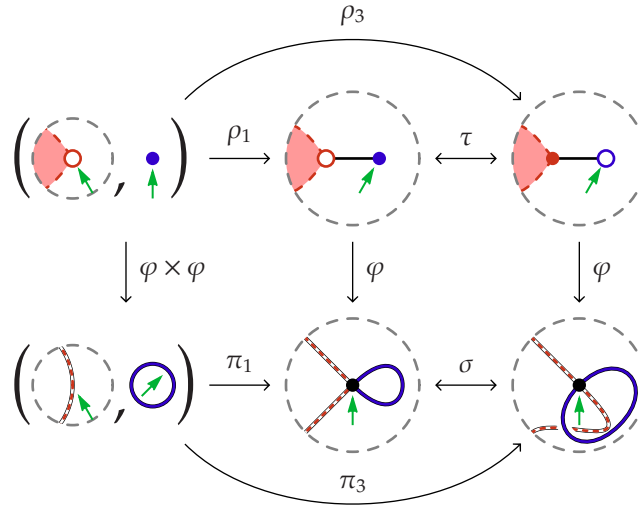 ρ₃
( , ) ρ₁ τ
φ × φ φ φ
( , ) π₁ σ
π₃